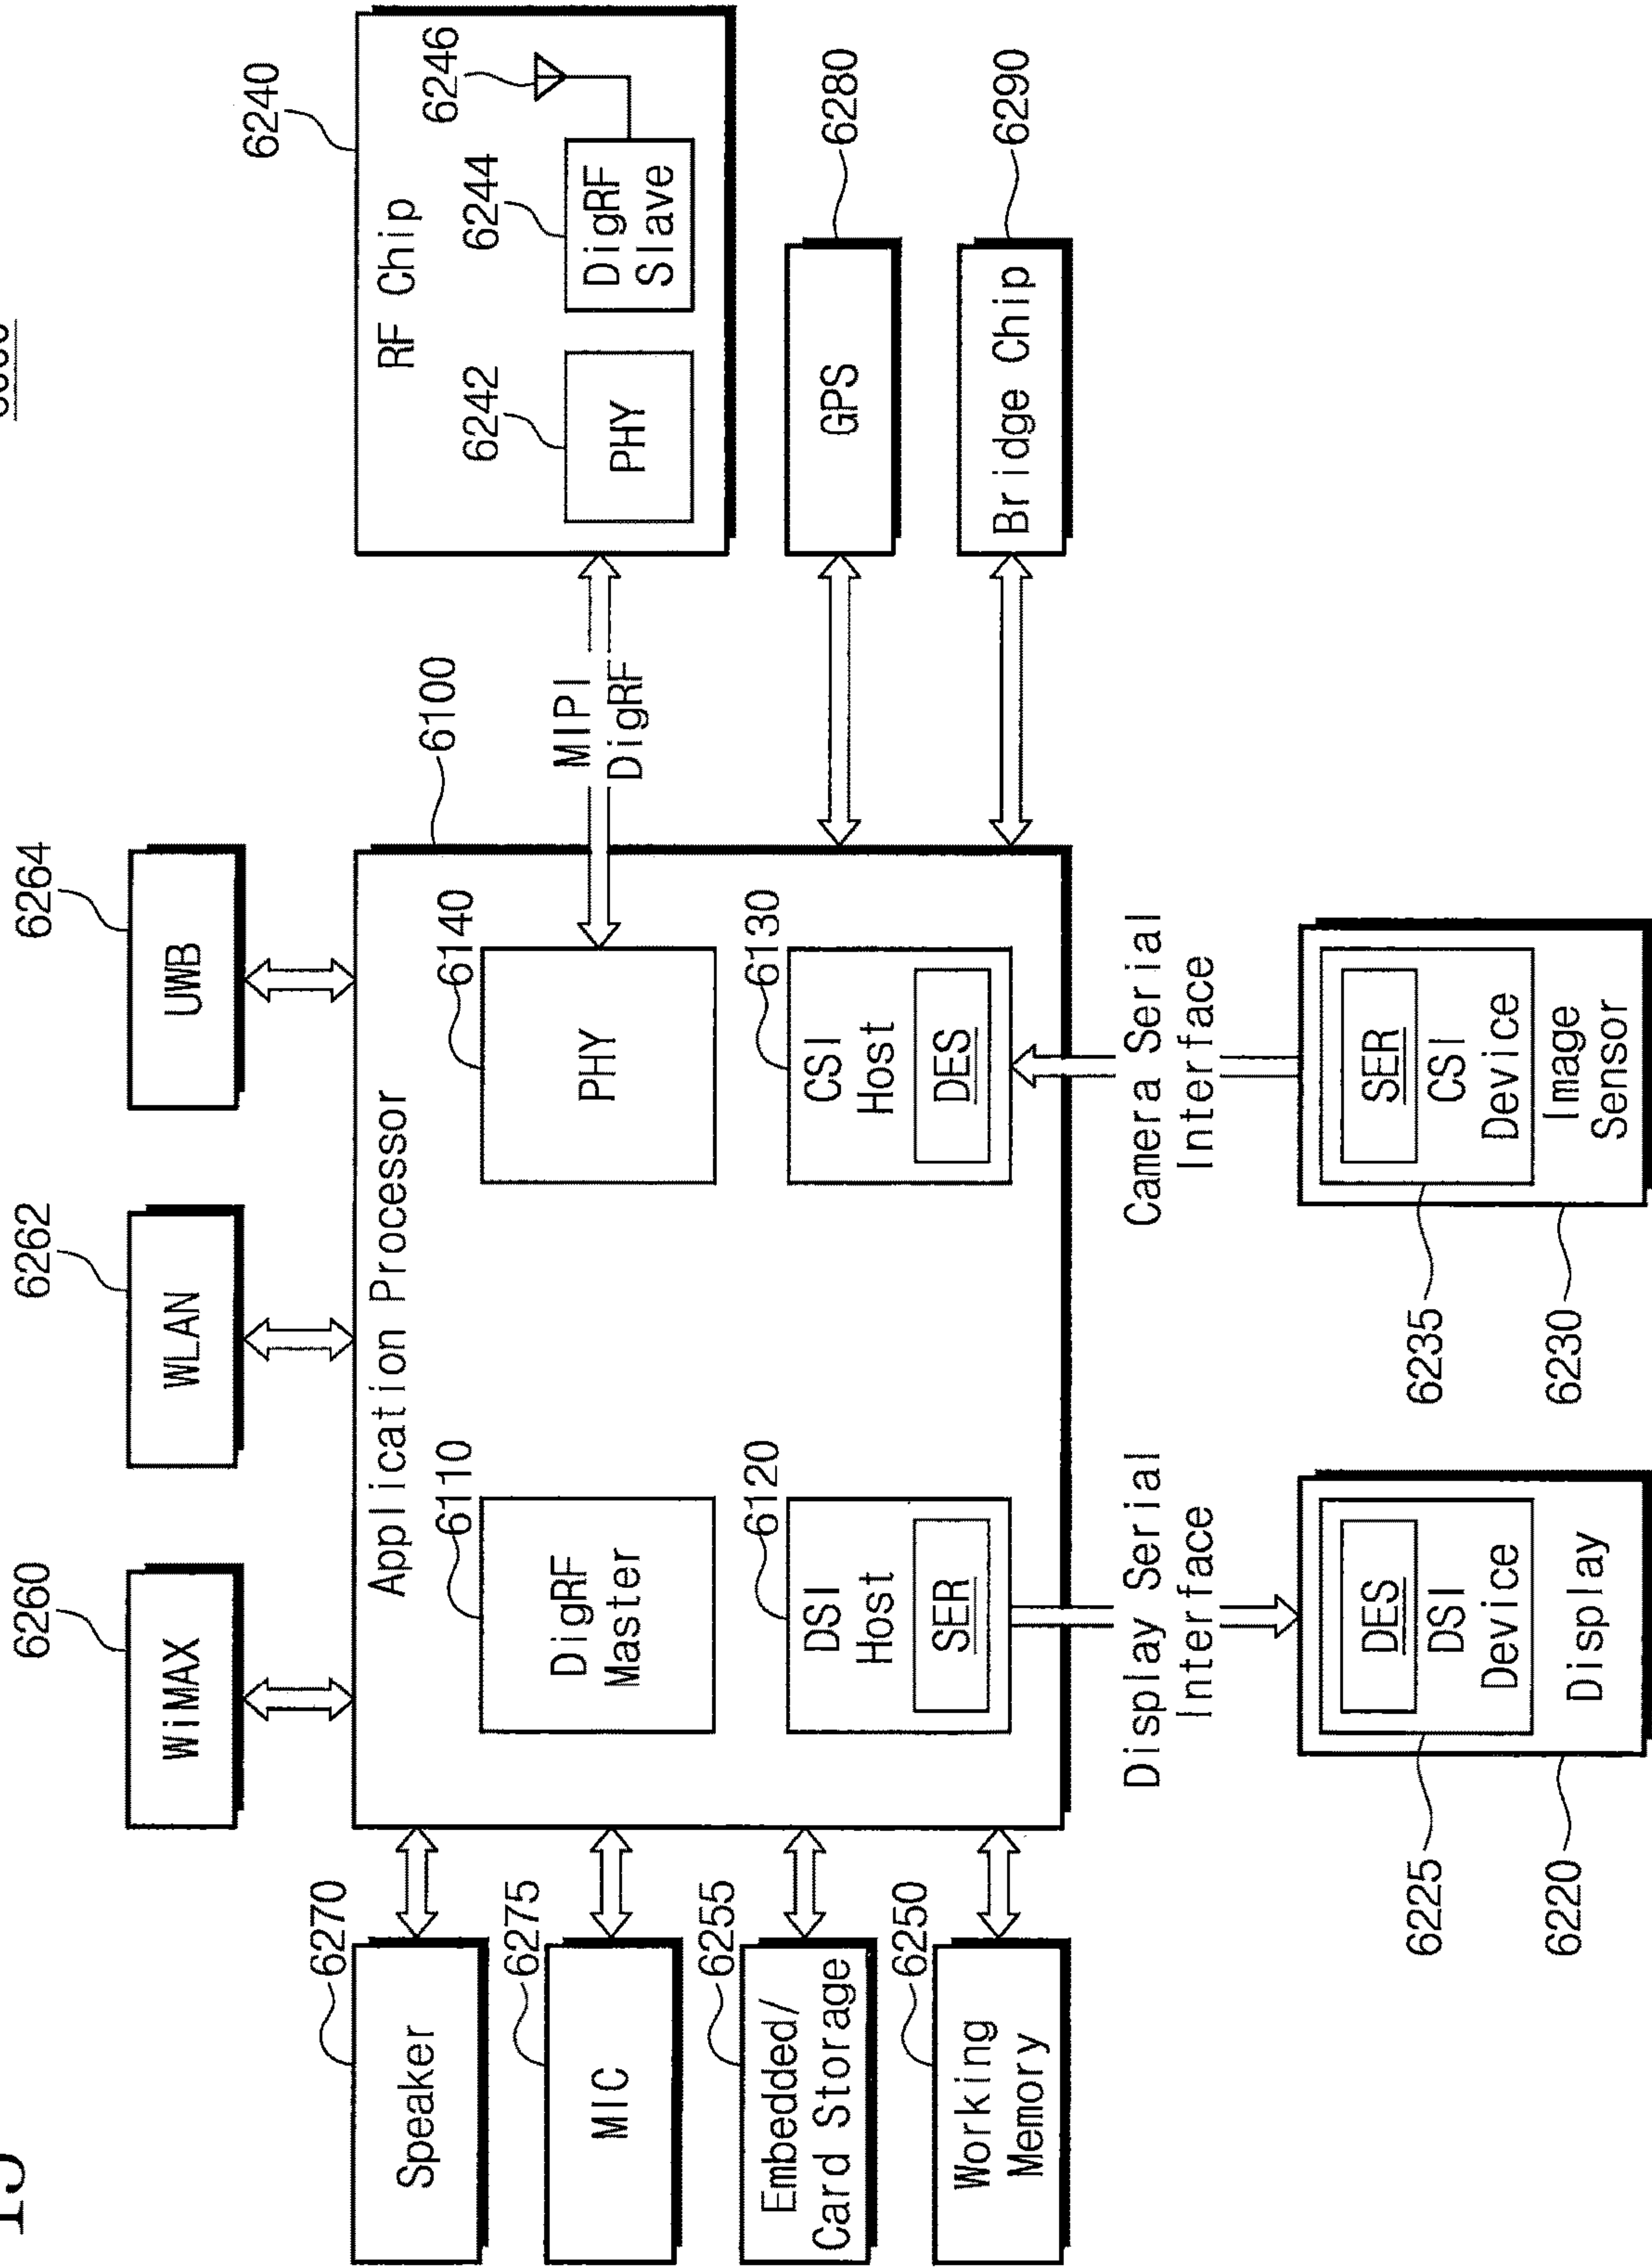 6260
6262
6264
WiMAX
WLAN
UWB
6270
Speaker
6275
MIC
6255
Embedded/
Card Storage
6250
Working
Memory
Application Processor
6100
6110
DigRF
Master
6140
PHY
6120
DSI
Host
SER
6130
CSI
Host
DES
MIPI
DigRF
6240
RF Chip
6242
PHY
6244
DigRF
Slave
6246
GPS
6280
Bridge Chip
6290
Display Serial
Interface
Camera Serial
Interface
DES
DSI
Device
Display
6225
6220
SER
CSI
Device
Image
Sensor
6235
6230